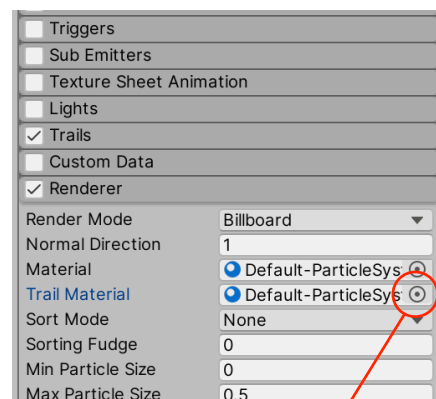 Triggers
Sub Emitters
Texture Sheet Animation
Lights
Trails
Custom Data
Renderer
Render Mode Billboard
Normal Direction 1
Material Default-ParticleSys
Trail Material Default-ParticleSys
Sort Mode None
Sorting Fudge 0
Min Particle Size 0
Max Particle Size 0.5